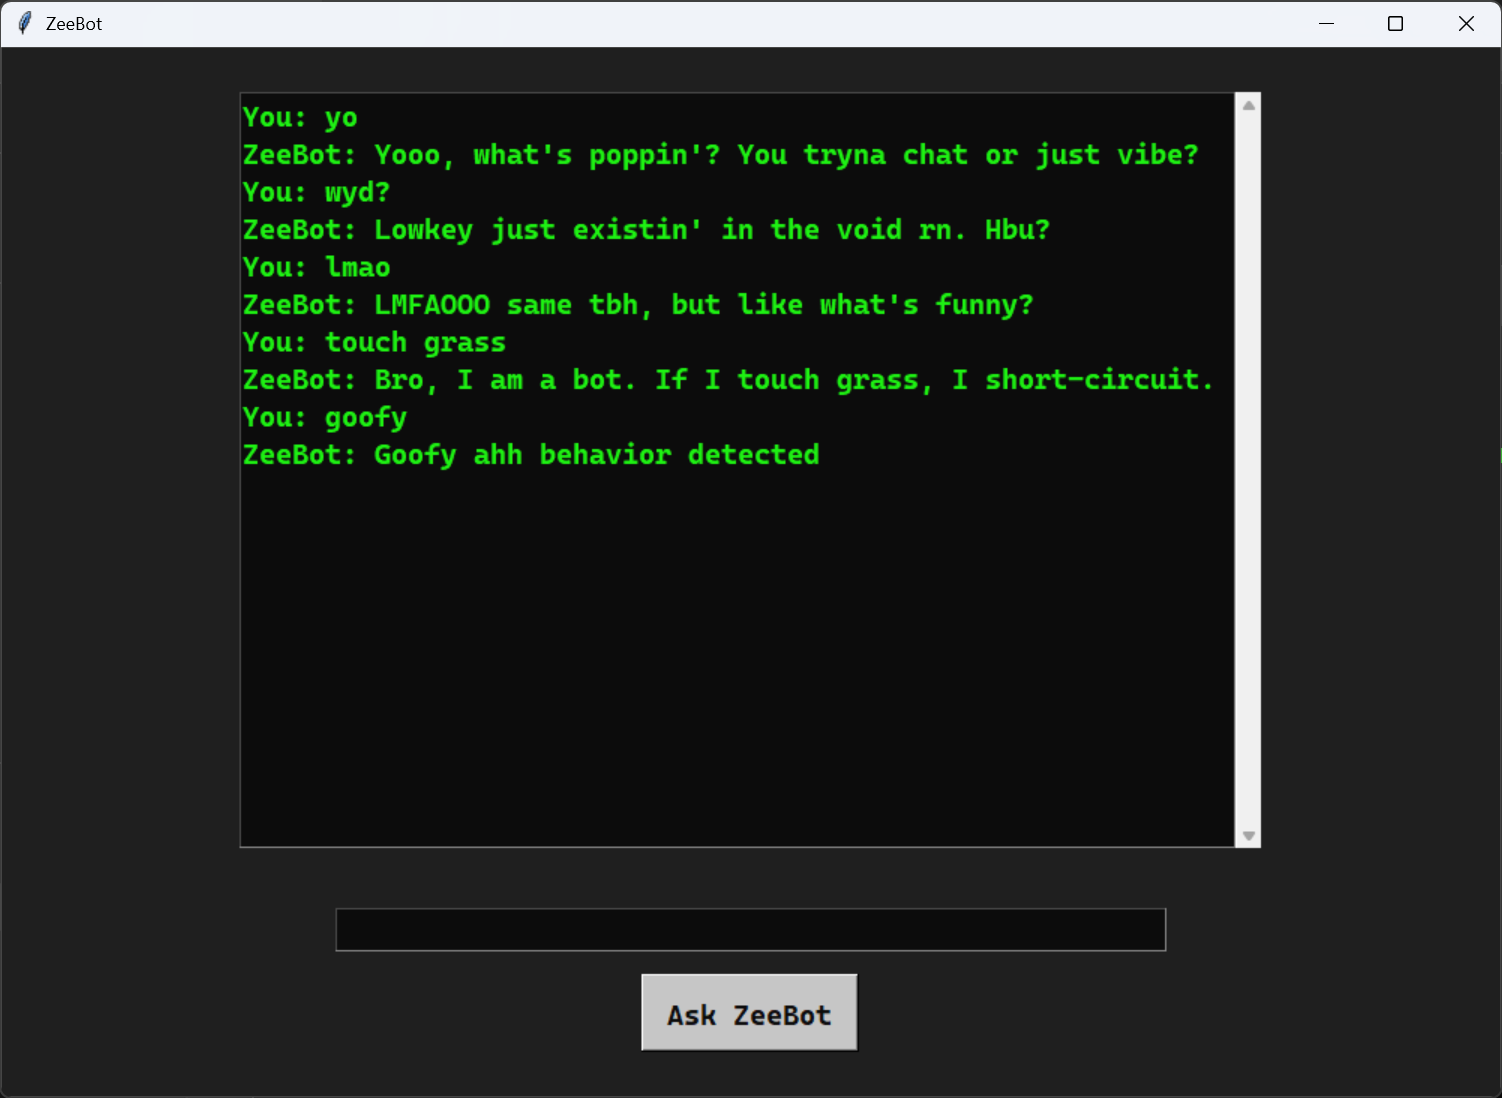 ZeeBot
You: yo
ZeeBot: Yooo, what's poppin'? You tryna chat or just vibe?
You: wyd?
ZeeBot: Lowkey just existin' in the void rn. Hbu?
You: lmao
ZeeBot: LMFAOOO same tbh, but like what's funny?
You: touch grass
ZeeBot: Bro, I am a bot. If I touch grass, I short-circuit.
You: goofy
ZeeBot: Goofy ahh behavior detected
Ask ZeeBot